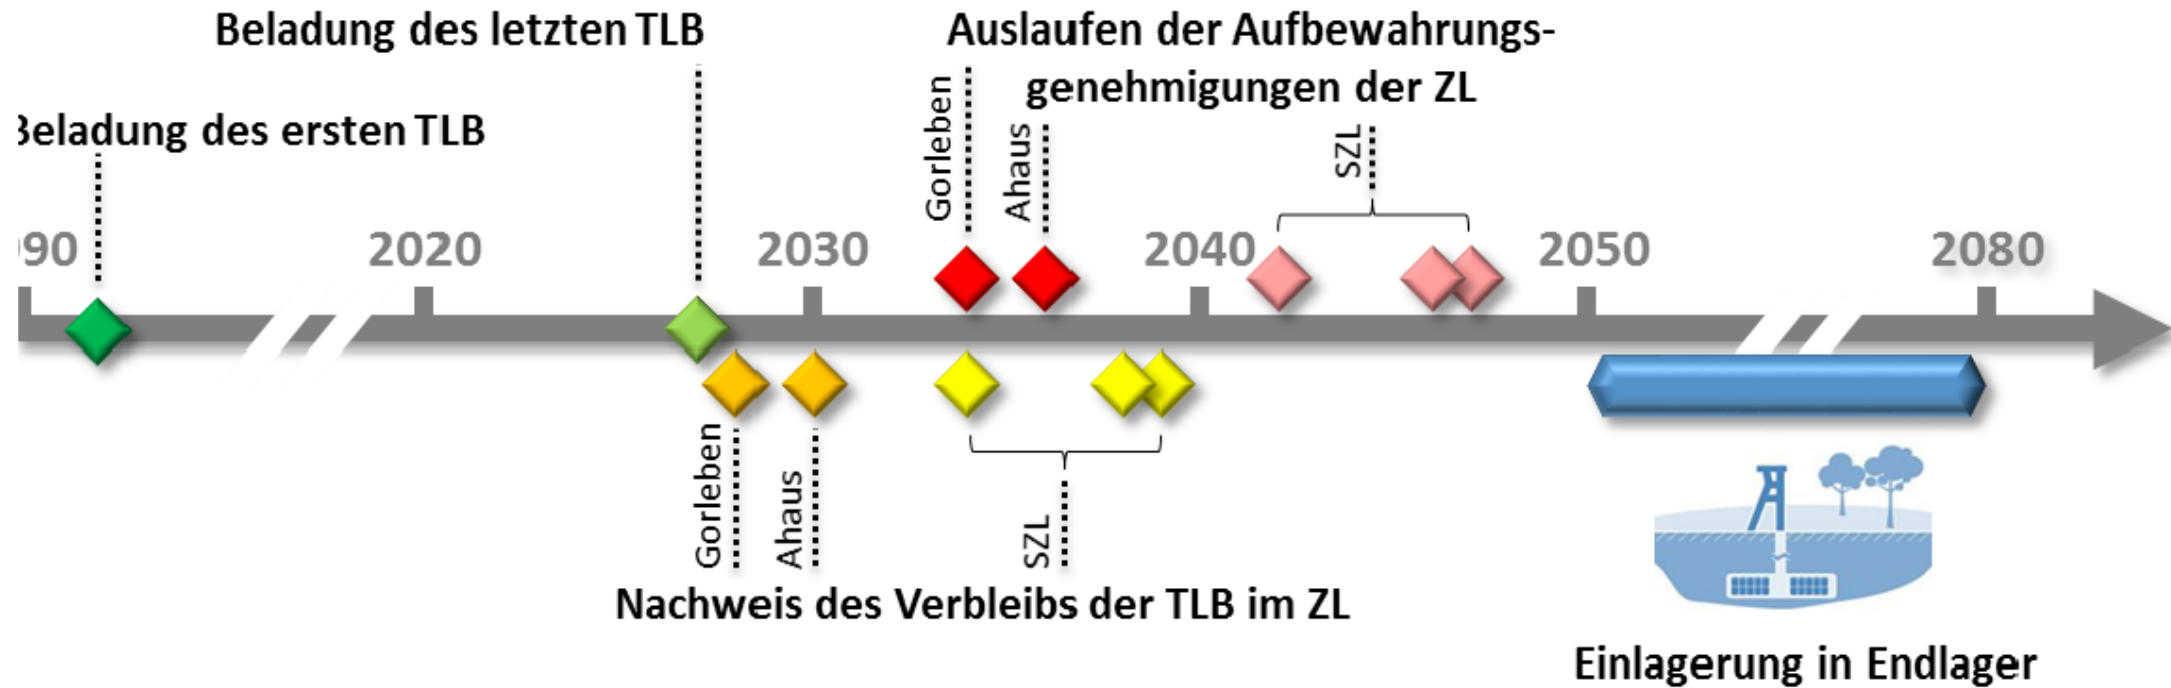 Beladung des letzten TLB
Auslaufen der Aufbewahrungs-
genehmigungen der ZL
Beladung des ersten TLB
Gorleben
Ahaus
SZL
90
2020
2030
2040
2050
2080
Gorleben
Ahaus
SZL
Nachweis des Verbleibs der TLB im ZL
Einlagerung in Endlager